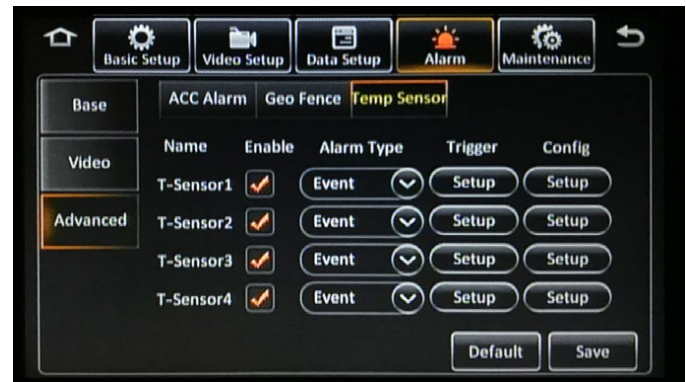 Basic Setup Video Setup Data Setup Alarm Maintenance
Base ACC Alarm Geo Fence Temp Sensor
Name Enable Alarm Type Trigger Config
Video
T-Sensor1 Event Setup Setup
Advanced T-Sensor2 Event Setup Setup
T-Sensor3 Event Setup Setup
T-Sensor4 Event Setup Setup
Default Save